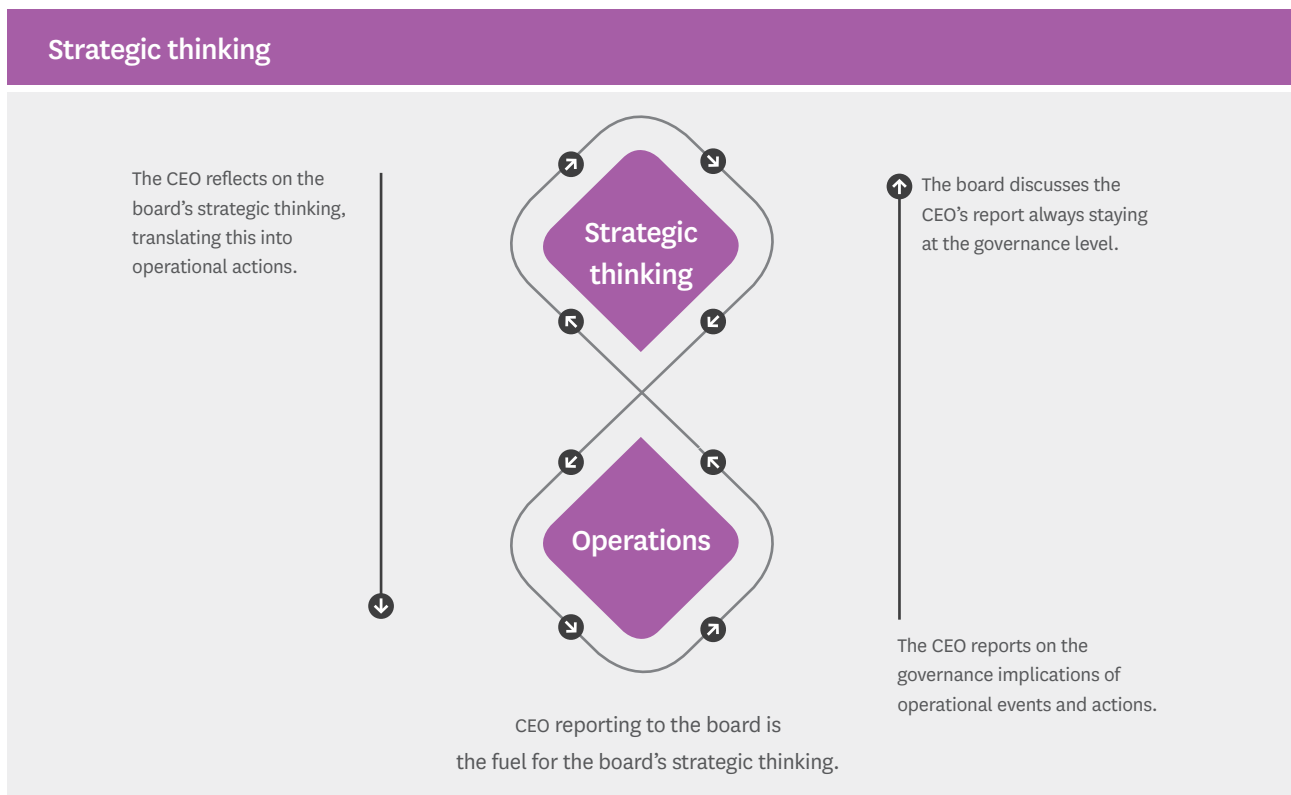 Strategic thinking
The CEO reflects on the
board’s strategic thinking,
translating this into
operational actions.
Strategic
thinking
The board discusses the
CEO’s report always staying
at the governance level.
Operations
The CEO reports on the
governance implications of
operational events and actions.
CEO reporting to the board is
the fuel for the board’s strategic thinking.